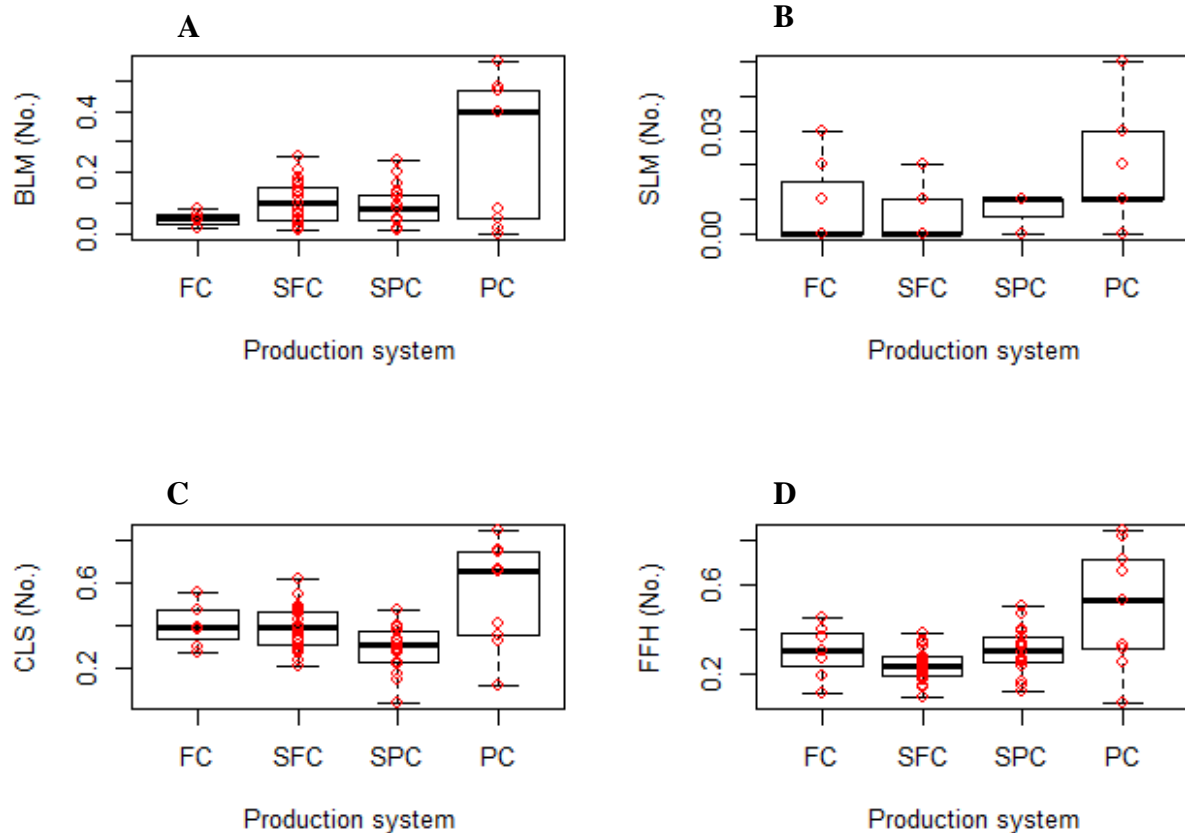 A
BLM (No.)
0.4
0.2
0.0
FC SFC SPC PC
Production system
B
SLM (No.)
0.03
0.00
FC SFC SPC PC
Production system
C
CLS (No.)
0.6
0.2
FC SFC SPC PC
Production system
D
FFH (No.)
0.6
0.2
FC SFC SPC PC
Production system